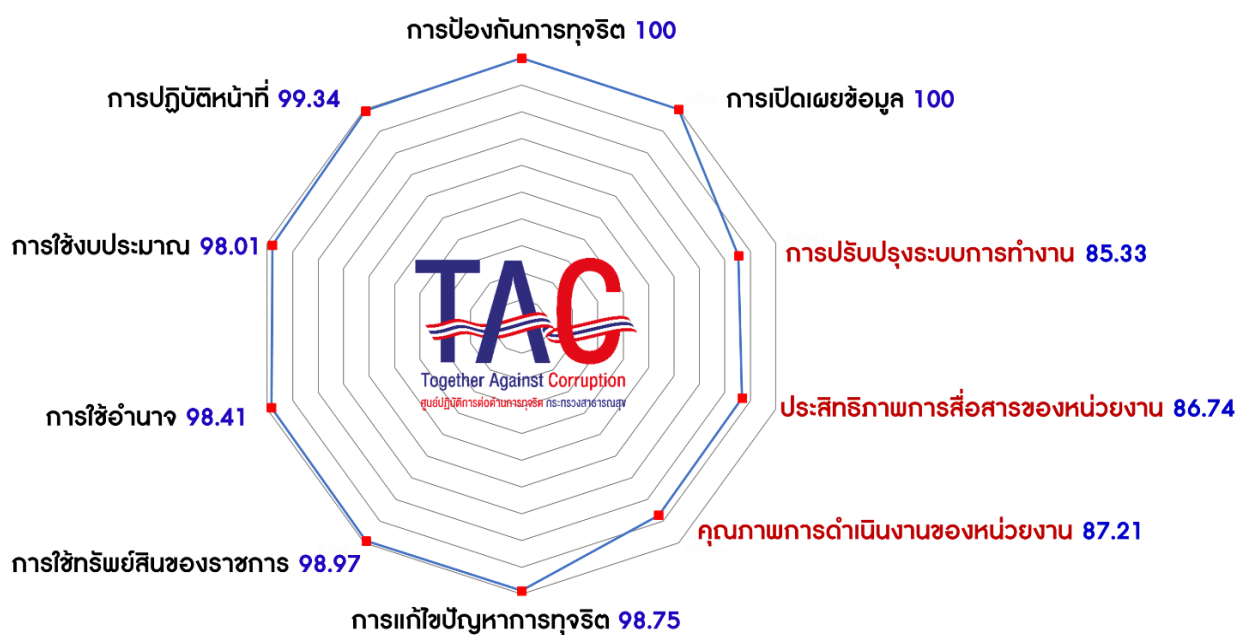 การป้องกันการทุจริต 100
การเปิดเผยข้อมูล 100
การปรับปรุงระบบการทำงาน 85.33
ประสิทธิภาพการสื่อสารของหน่วยงาน 86.74
คุณภาพการดำเนินงานของหน่วยงาน 87.21
การแก้ไขปัญหาการทุจริต 98.75
การใช้ทรัพย์สินของราชการ 98.97
การใช้อำนาจ 98.41
การใช้งบประมาณ 98.01
การปฏิบัติหน้าที่ 99.34
TAC
Together Against Corruption
ศูนย์ปฏิบัติการต่อต้านการทุจริต กระทรวงสาธารณสุข